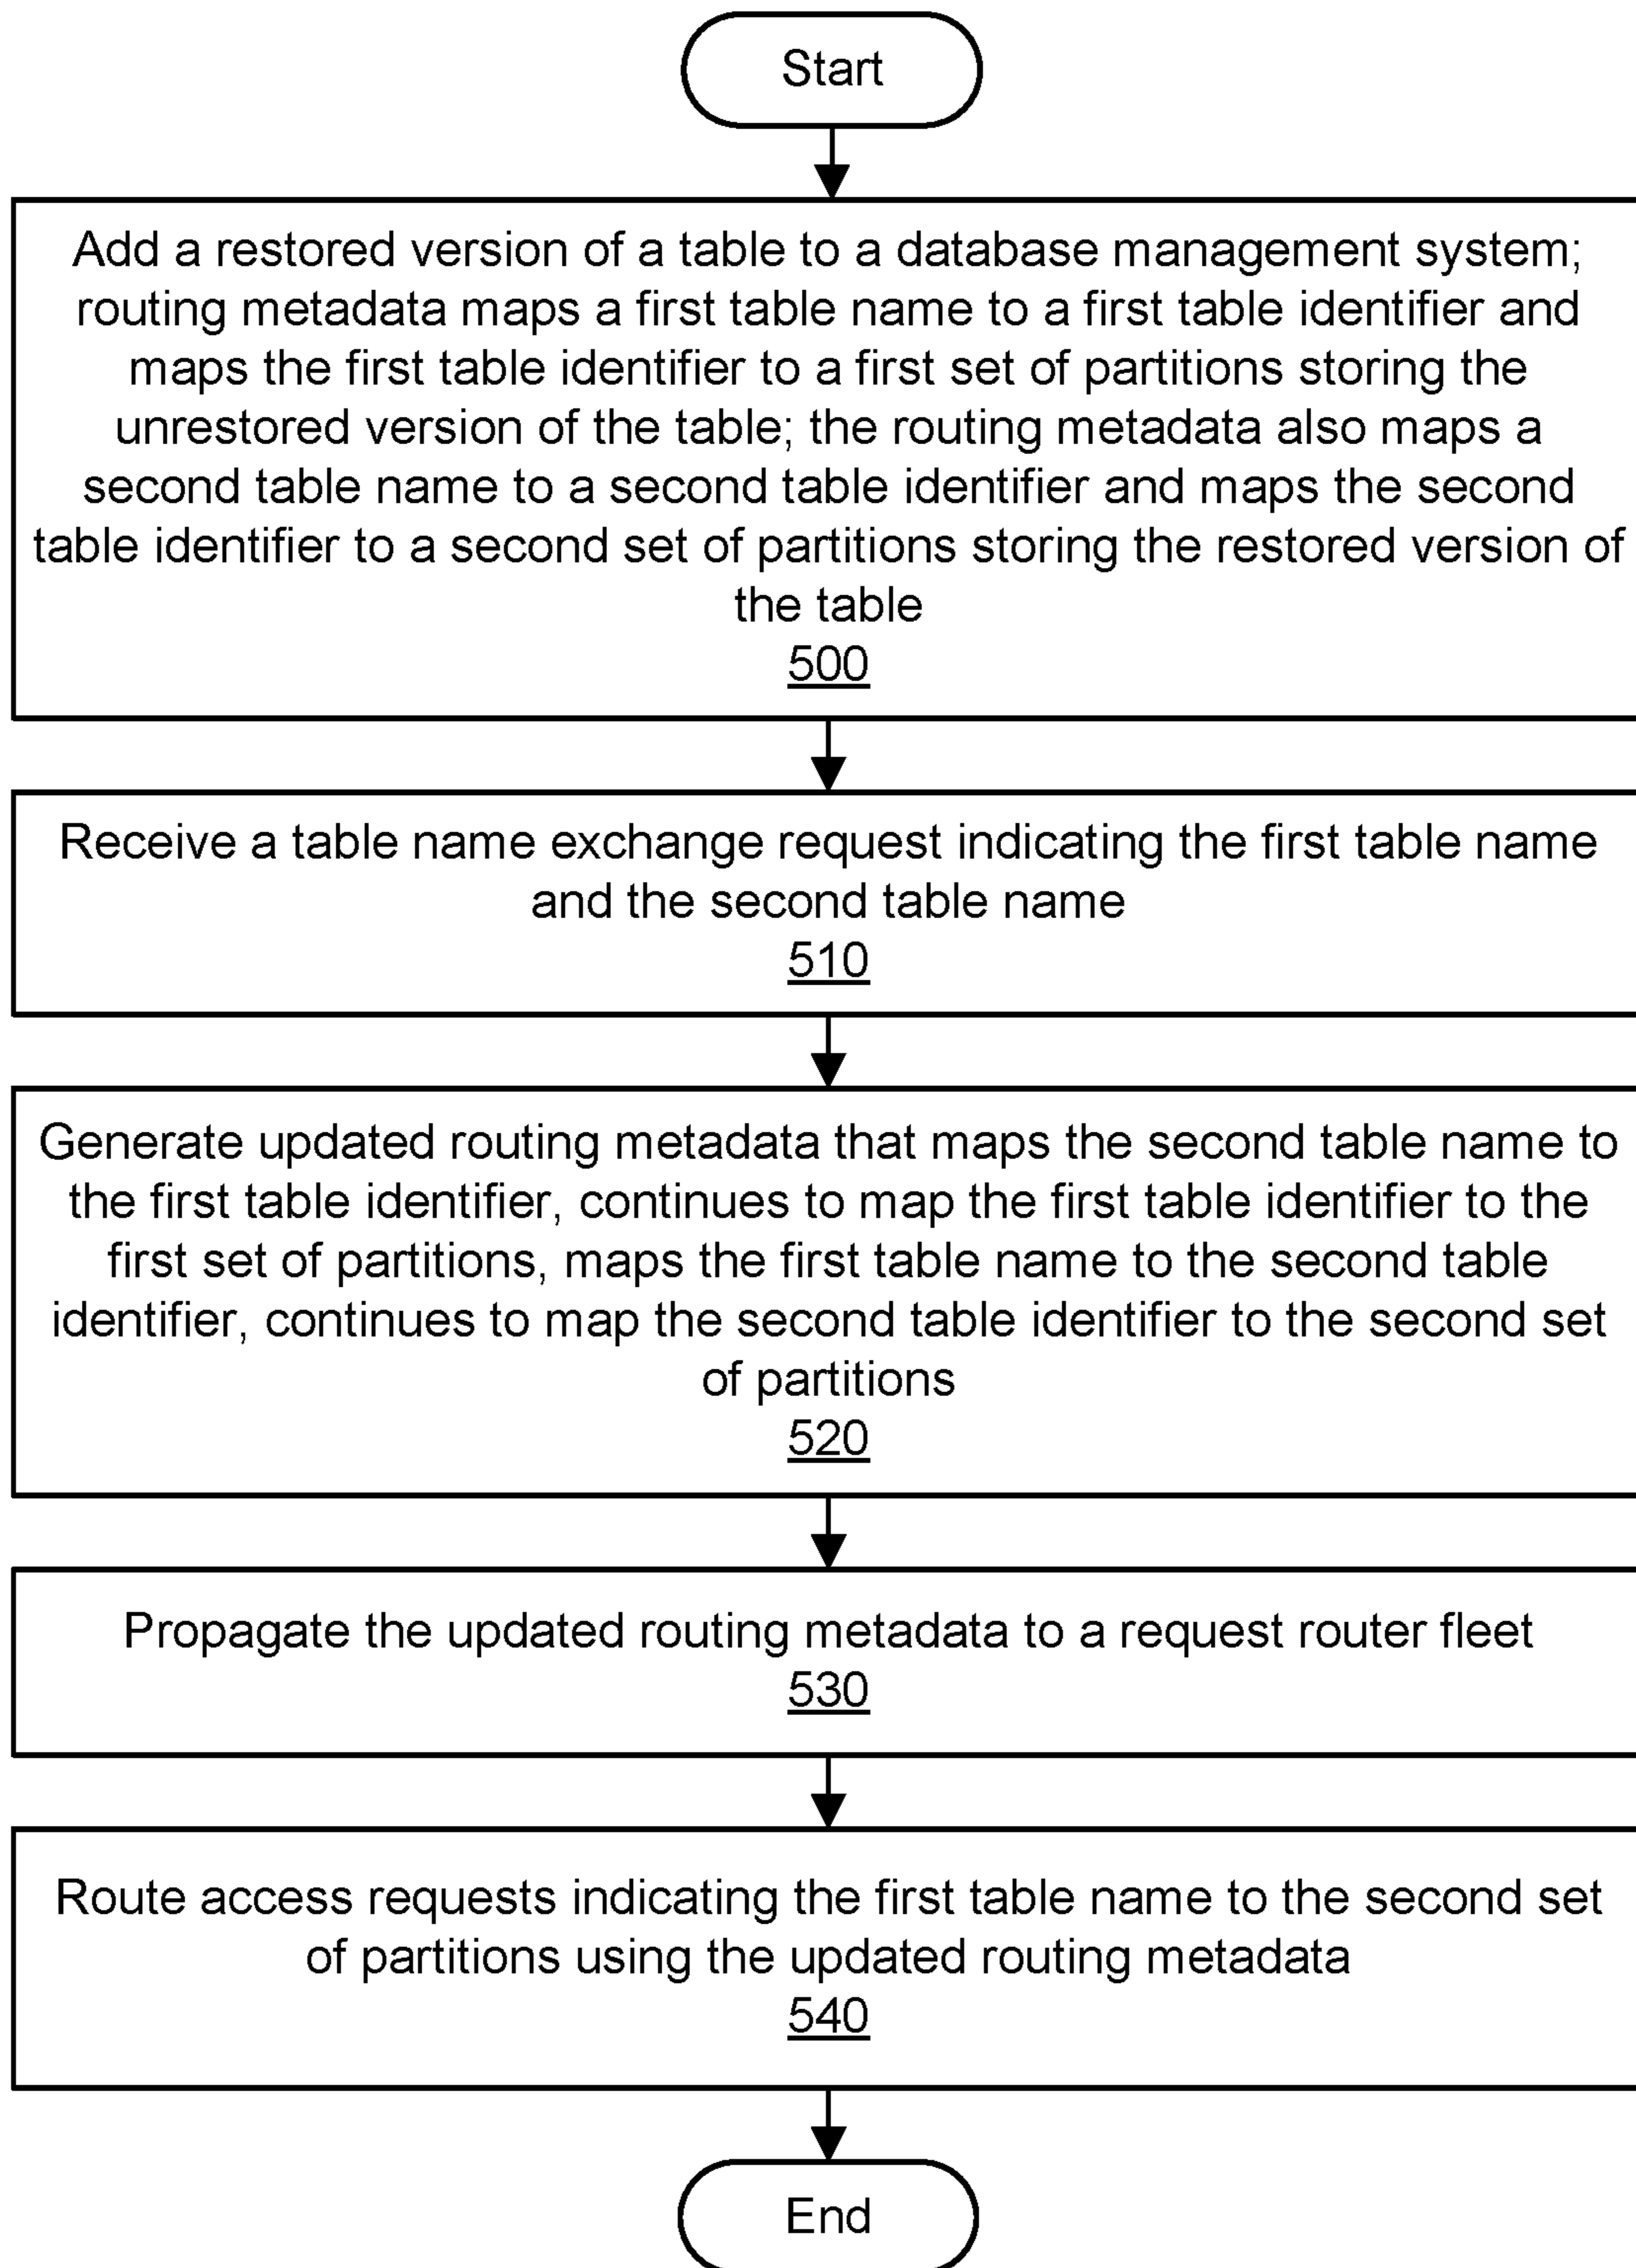 Start
Add a restored version of a table to a database management system;
routing metadata maps a first table name to a first table identifier and
maps the first table identifier to a first set of partitions storing the
unrestored version of the table; the routing metadata also maps a
second table name to a second table identifier and maps the second
table identifier to a second set of partitions storing the restored version of
the table
500
Receive a table name exchange request indicating the first table name
and the second table name
510
Generate updated routing metadata that maps the second table name to
the first table identifier, continues to map the first table identifier to the
first set of partitions, maps the first table name to the second table
identifier, continues to map the second table identifier to the second set
of partitions
520
Propagate the updated routing metadata to a request router fleet
530
Route access requests indicating the first table name to the second set
of partitions using the updated routing metadata
540
End